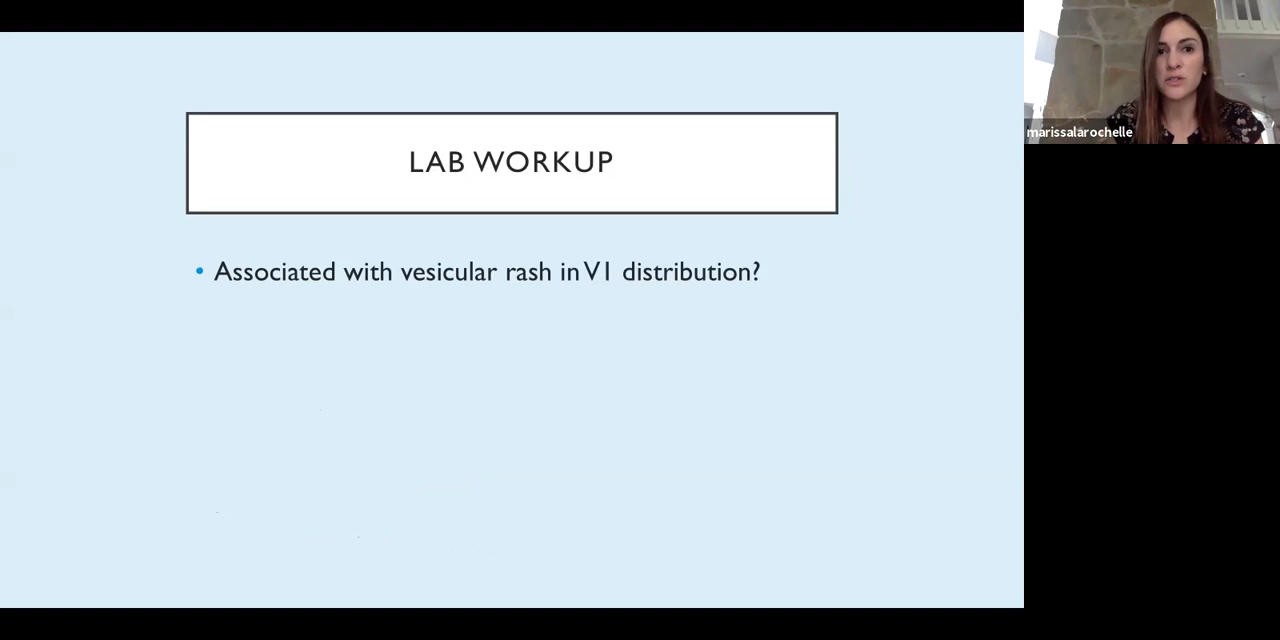 LAB WORKUP
• Associated with vesicular rash in V1 distribution?
marissalarochelle